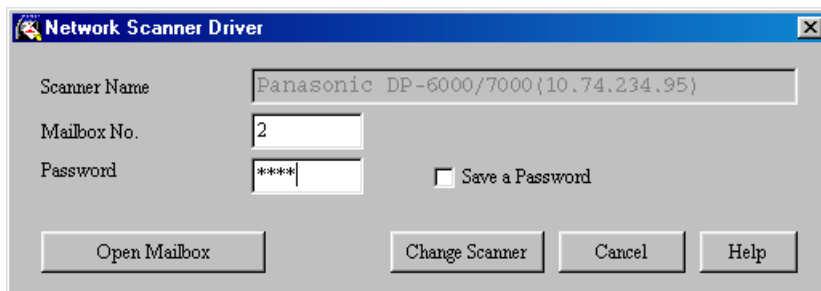 Network Scanner Driver
Scanner Name Panasonic DP-6000/7000(10.74.234.95)
Mailbox No. 2
Password **** Save a Password
Open Mailbox Change Scanner Cancel Help